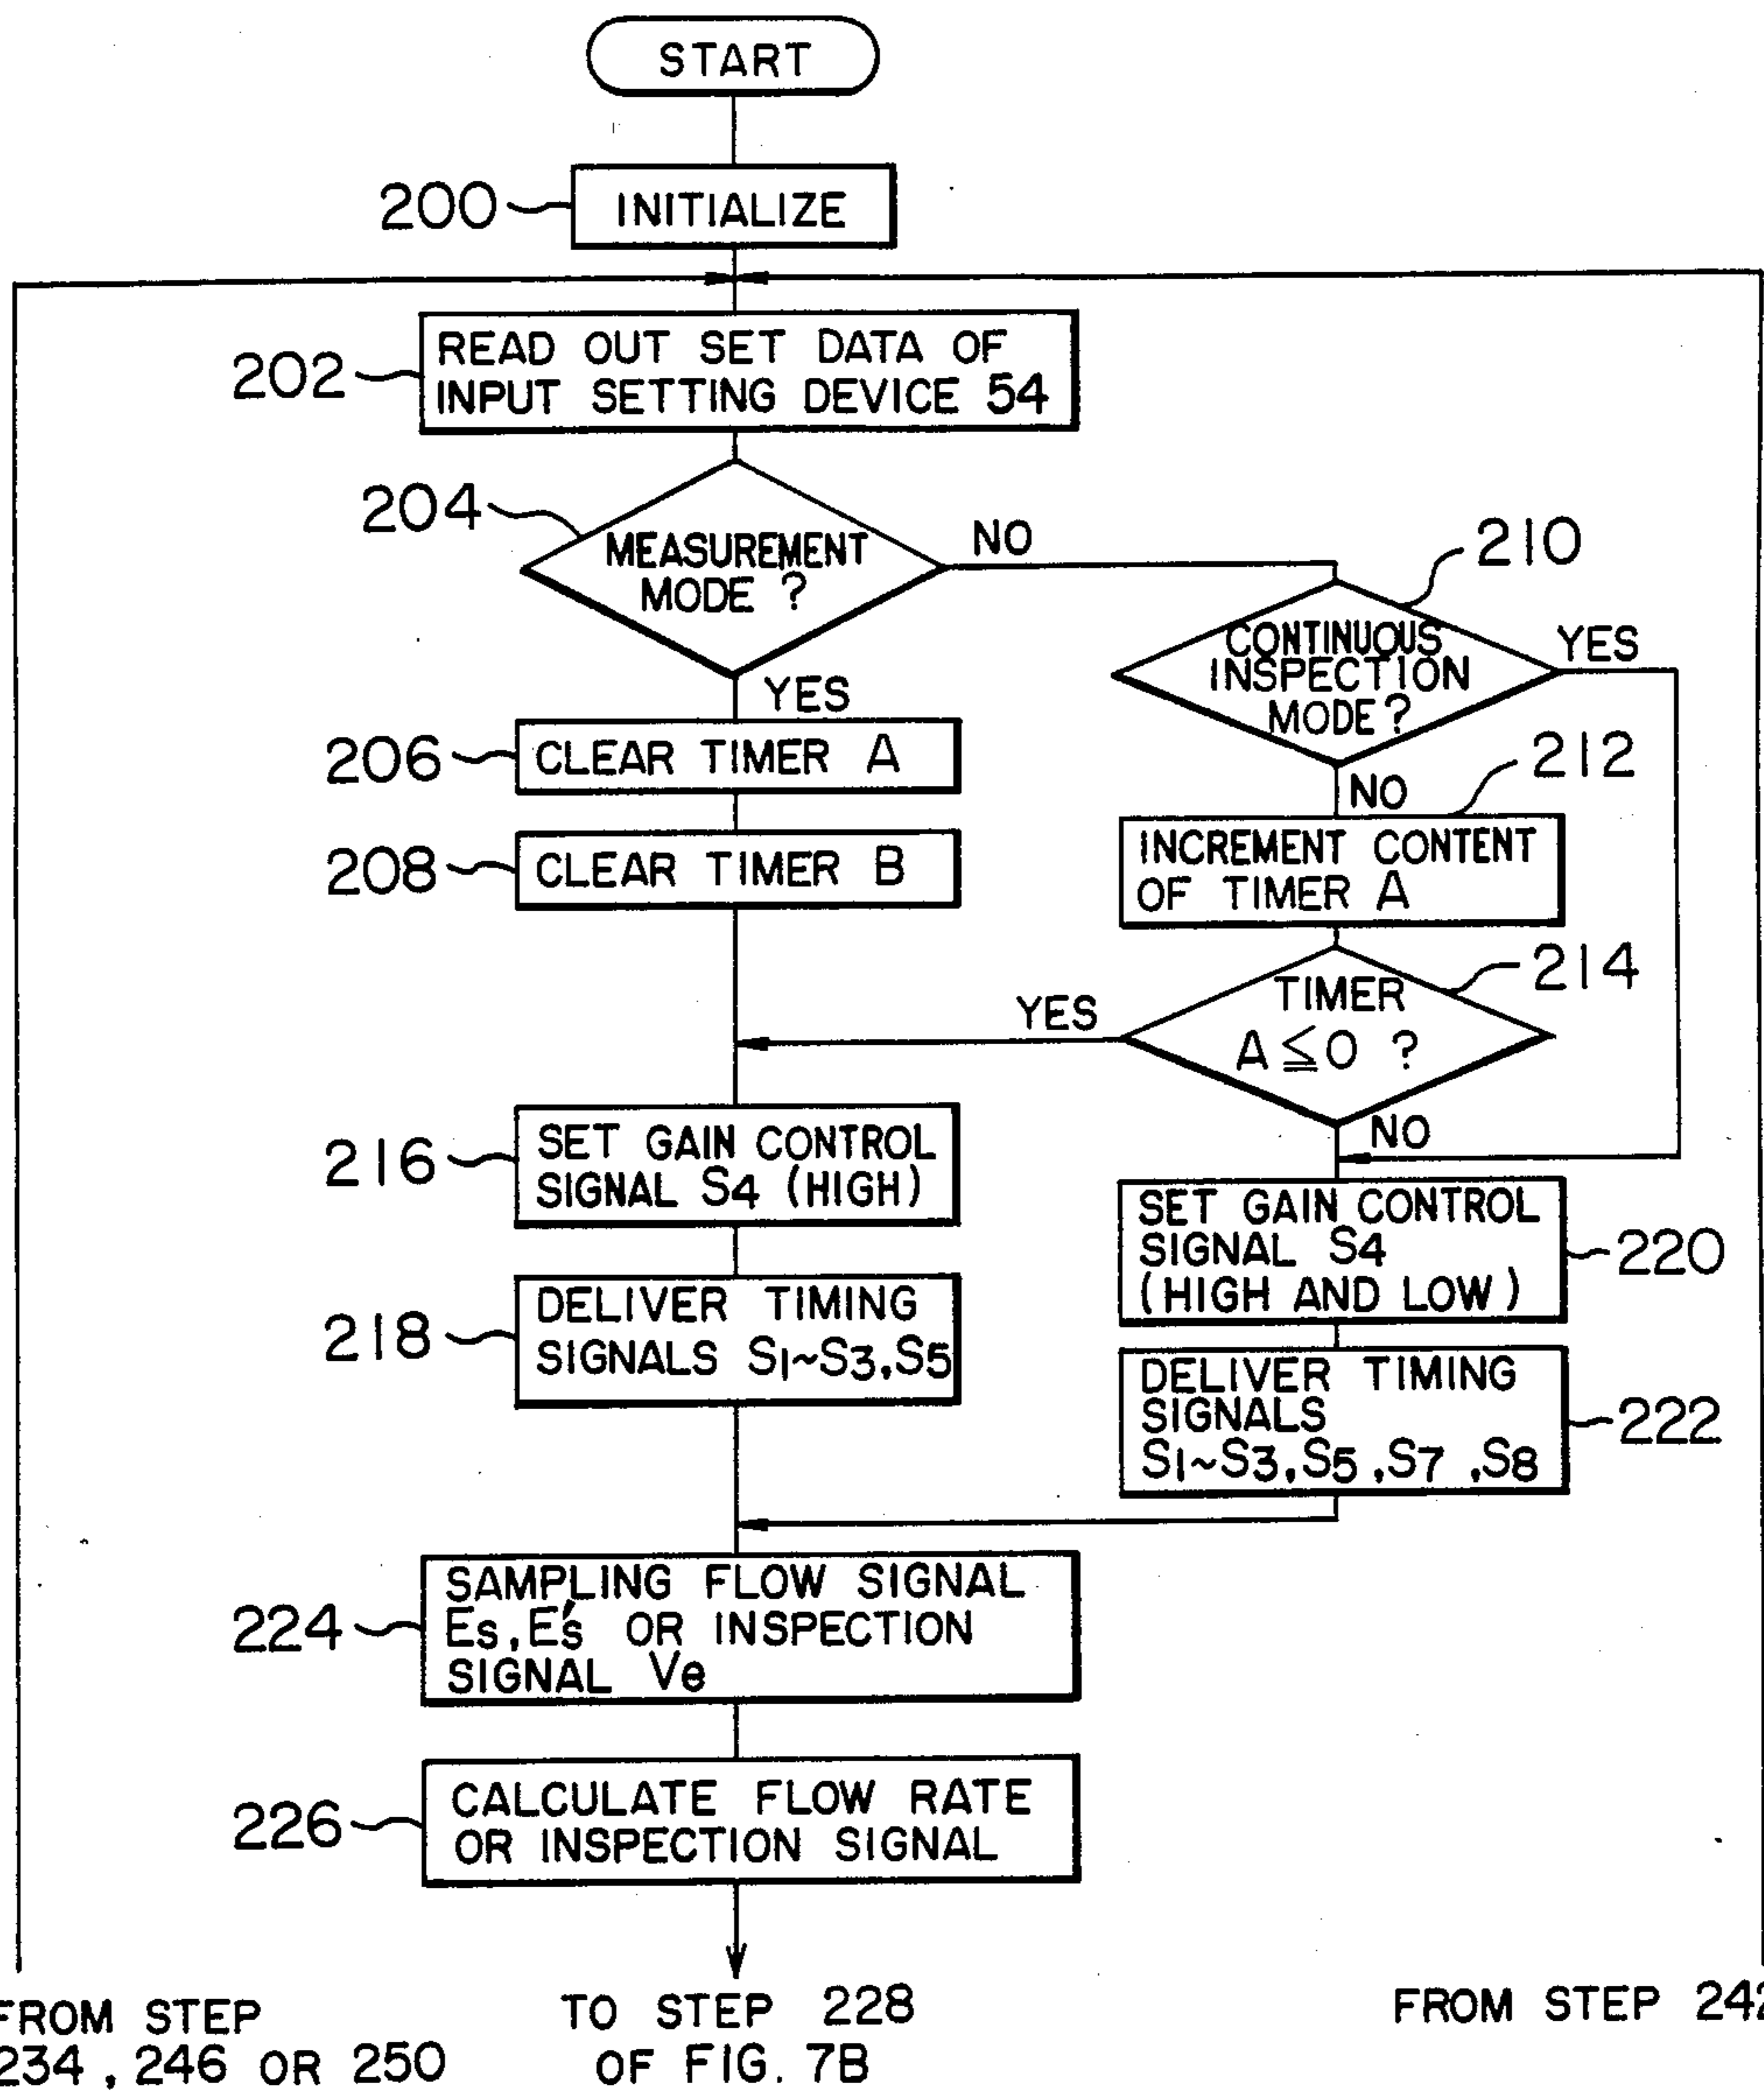 START
200
INITIALIZE
202
READ OUT SET DATA OF
INPUT SETTING DEVICE 54
204
MEASUREMENT
MODE ?
NO
YES
210
CONTINUOUS
INSPECTION
MODE?
YES
NO
206
CLEAR TIMER A
208
CLEAR TIMER B
212
INCREMENT CONTENT
OF TIMER A
214
TIMER
A ≦ 0 ?
YES
NO
216
SET GAIN CONTROL
SIGNAL S4 (HIGH)
218
DELIVER TIMING
SIGNALS S1~S3,S5
220
SET GAIN CONTROL
SIGNAL S4
(HIGH AND LOW)
222
DELIVER TIMING
SIGNALS
S1~S3,S5 ,S7 ,S8
224
SAMPLING FLOW SIGNAL
Es,E's OR INSPECTION
SIGNAL Ve
226
CALCULATE FLOW RATE
OR INSPECTION SIGNAL
FROM STEP
234 , 246 OR 250
TO STEP 228
OF FIG. 7B
FROM STEP 242